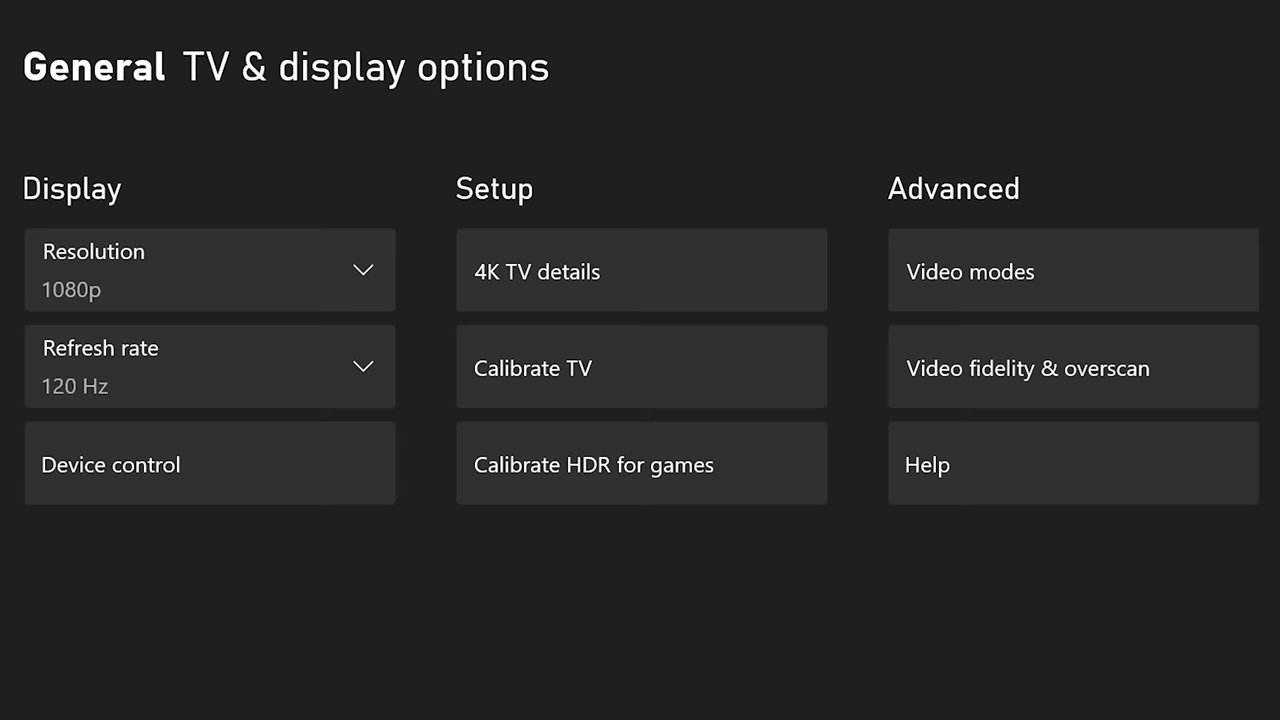 General TV & display options
Display
Resolution
1080p
Refresh rate
120 Hz
Device control
Setup
4K TV details
Calibrate TV
Calibrate HDR for games
Advanced
Video modes
Video fidelity & overscan
Help